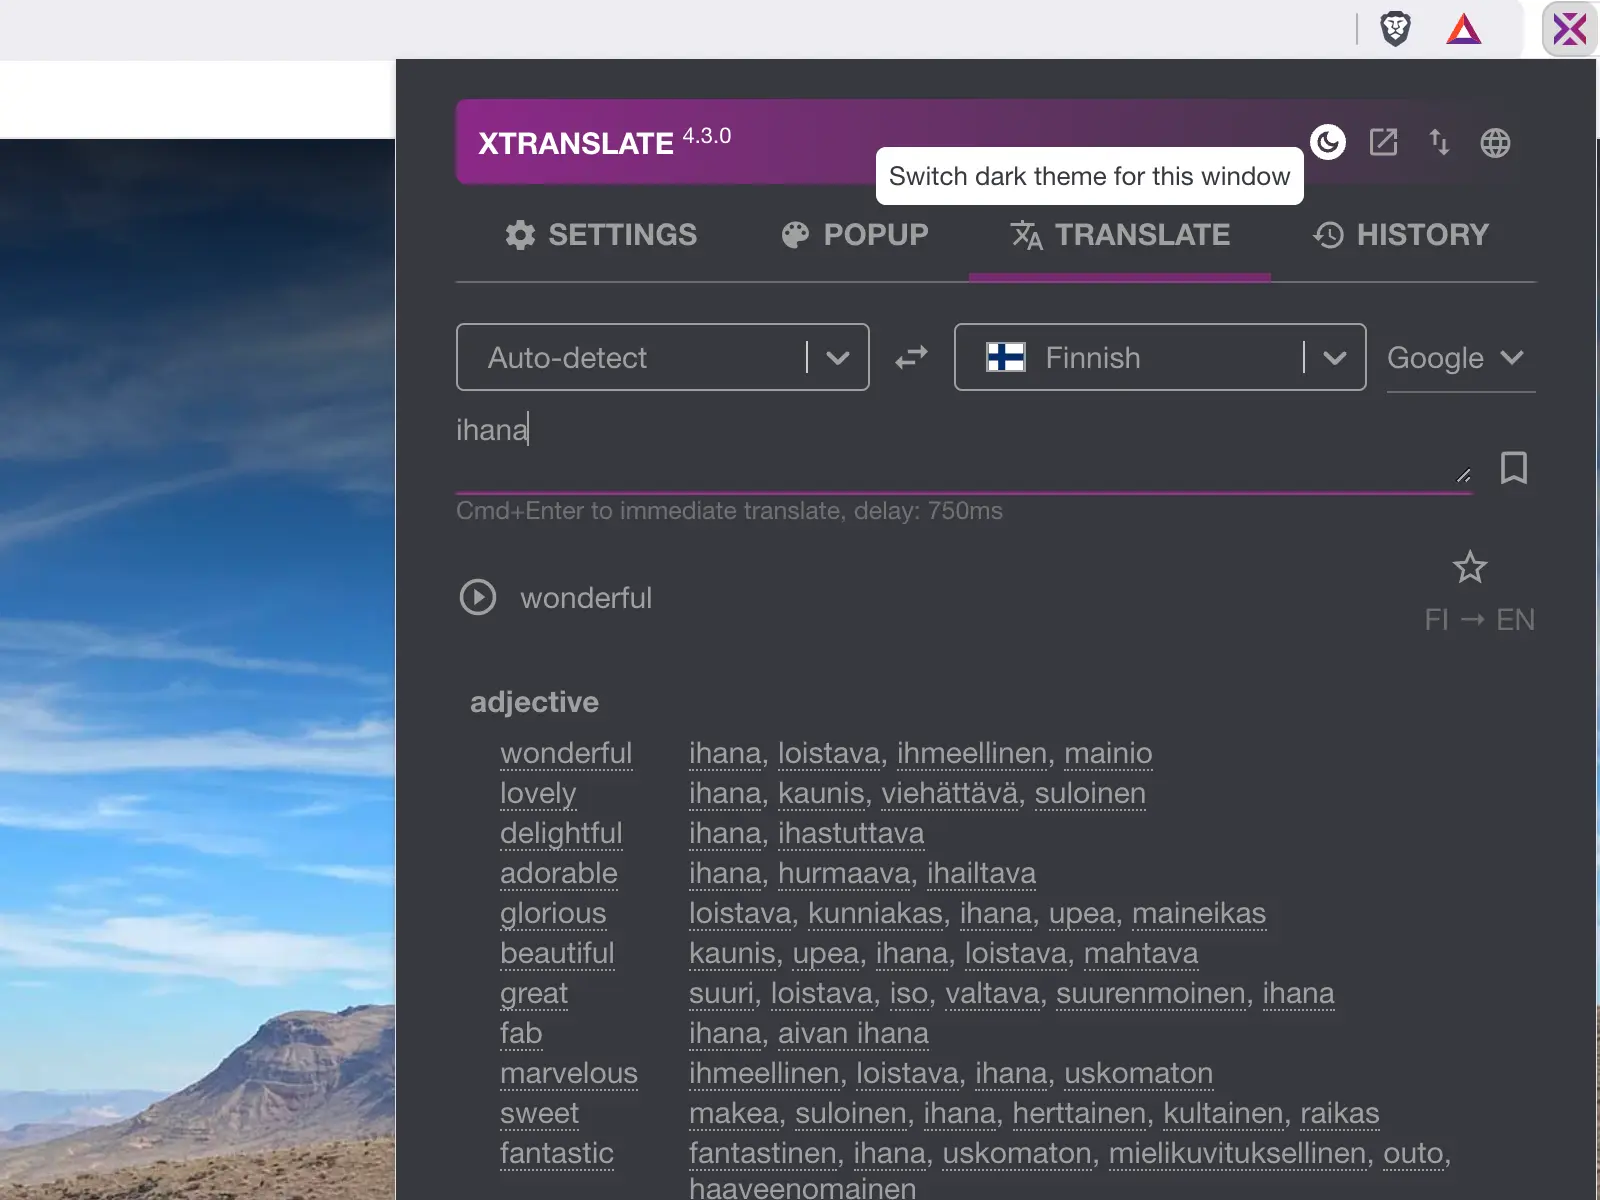 XTRANSLATE 4.3.0
Switch dark theme for this window
SETTINGS POPUP TRANSLATE HISTORY
Auto-detect Finnish Google
ihana
Cmd+Enter to immediate translate, delay: 750ms
wonderful
FI → EN
adjective
wonderful ihana, loistava, ihmeellinen, mainio
lovely ihana, kaunis, viehättävä, suloinen
delightful ihana, ihastuttava
adorable ihana, hurmaava, ihailtava
glorious loistava, kunniakas, ihana, upea, maineikas
beautiful kaunis, upea, ihana, loistava, mahtava
great suuri, loistava, iso, valtava, suurenmoinen, ihana
fab ihana, aivan ihana
marvelous ihmeellinen, loistava, ihana, uskomaton
sweet makea, suloinen, ihana, herttainen, kultainen, raikas
fantastic fantastinen, ihana, uskomaton, mielikuvituksellinen, outo,
haaveenomainen